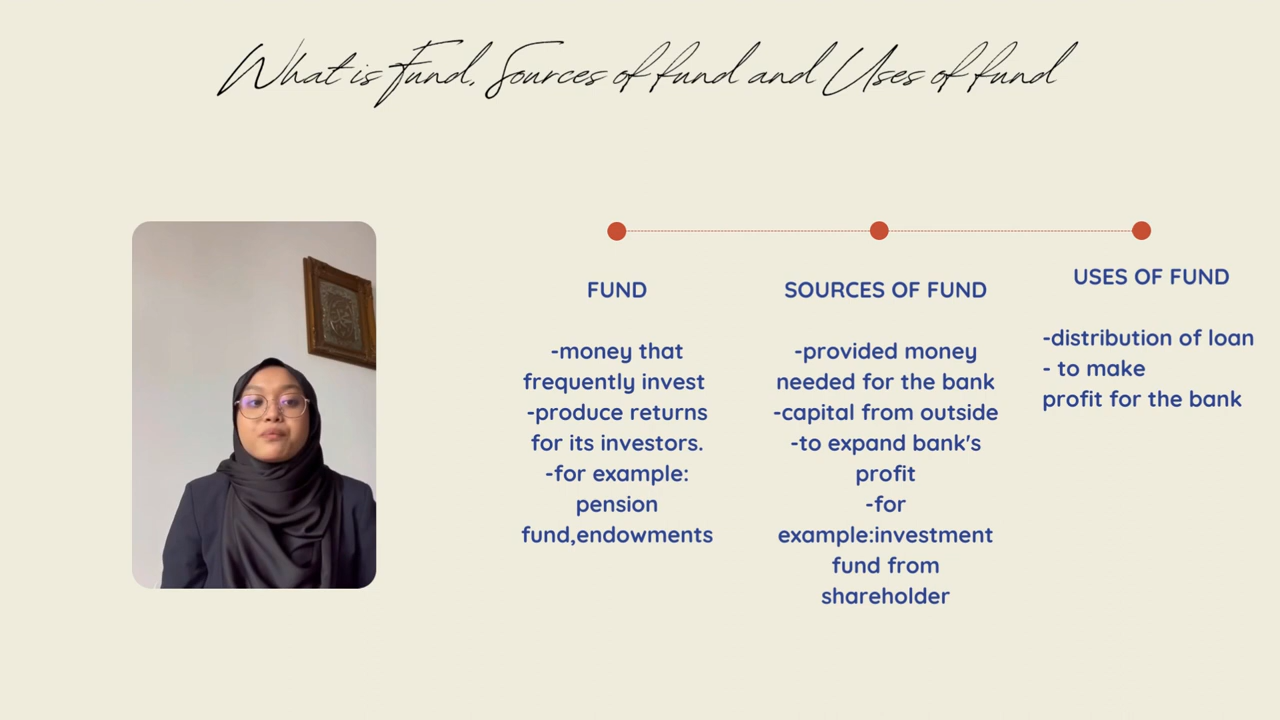 What is Fund, Sources of fund and Uses of fund
FUND
-money that
frequently invest
-produce returns
for its investors.
-for example:
pension
fund,endowments
SOURCES OF FUND
-provided money
needed for the bank
-capital from outside
-to expand bank's
profit
-for
example:investment
fund from
shareholder
USES OF FUND
-distribution of loan
- to make
profit for the bank